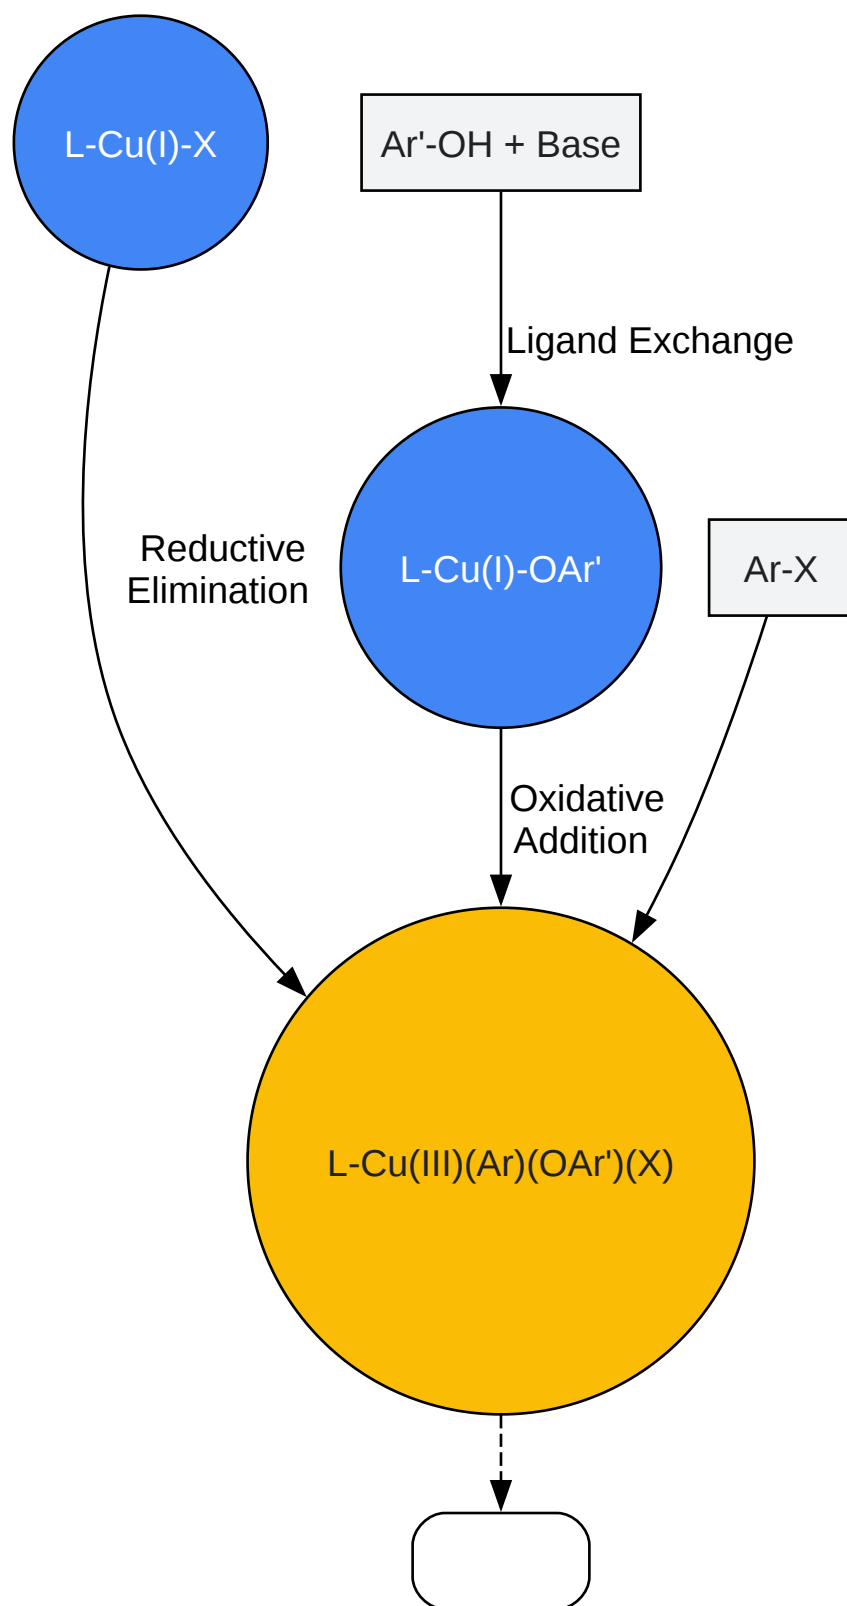 L-Cu(I)-X
Ar'-OH + Base
Ligand Exchange
Reductive
Elimination
L-Cu(I)-OAr'
Ar-X
Oxidative
Addition
L-Cu(III)(Ar)(OAr')(X)